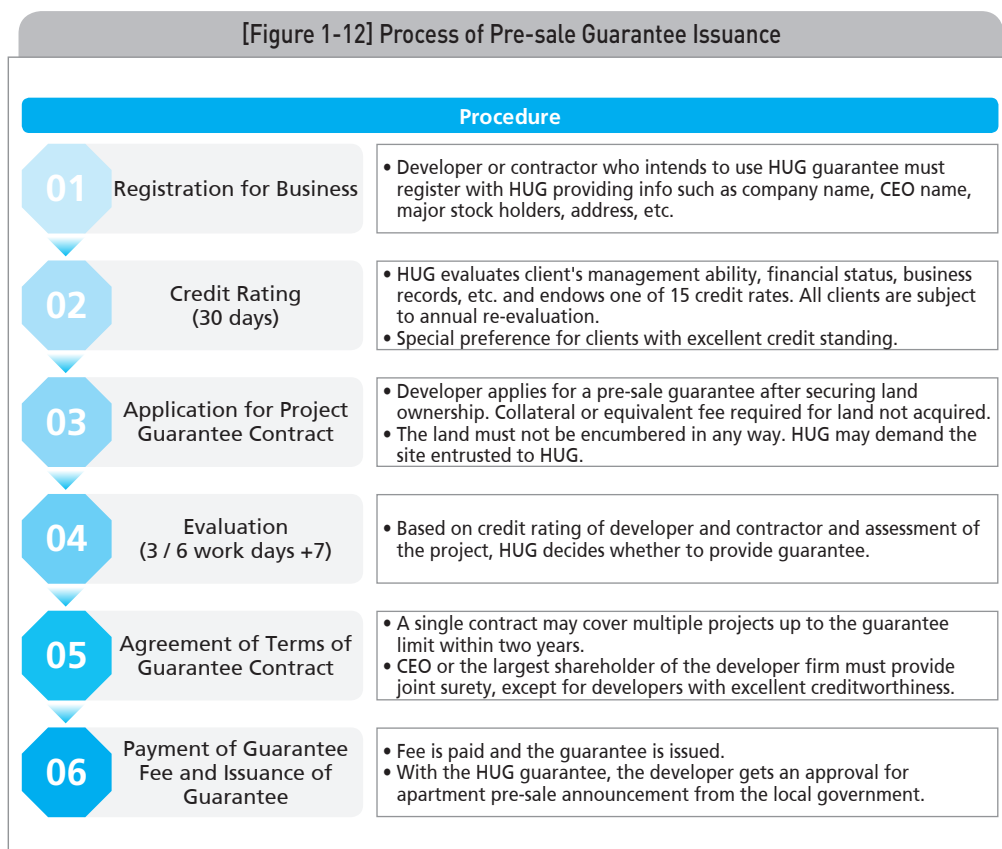 [Figure 1-12] Process of Pre-sale Guarantee Issuance
Procedure
01
Registration for Business
• Developer or contractor who intends to use HUG guarantee must
register with HUG providing info such as company name, CEO name,
major stock holders, address, etc.
02
Credit Rating
(30 days)
• HUG evaluates client's management ability, financial status, business
records, etc. and endows one of 15 credit rates. All clients are subject
to annual re-evaluation.
• Special preference for clients with excellent credit standing.
03
Application for Project
Guarantee Contract
• Developer applies for a pre-sale guarantee after securing land
ownership. Collateral or equivalent fee required for land not acquired.
• The land must not be encumbered in any way. HUG may demand the
site entrusted to HUG.
04
Evaluation
(3 / 6 work days +7)
• Based on credit rating of developer and contractor and assessment of
the project, HUG decides whether to provide guarantee.
05
Agreement of Terms of
Guarantee Contract
• A single contract may cover multiple projects up to the guarantee
limit within two years.
• CEO or the largest shareholder of the developer firm must provide
joint surety, except for developers with excellent creditworthiness.
06
Payment of Guarantee
Fee and Issuance of
Guarantee
• Fee is paid and the guarantee is issued.
• With the HUG guarantee, the developer gets an approval for
apartment pre-sale announcement from the local government.